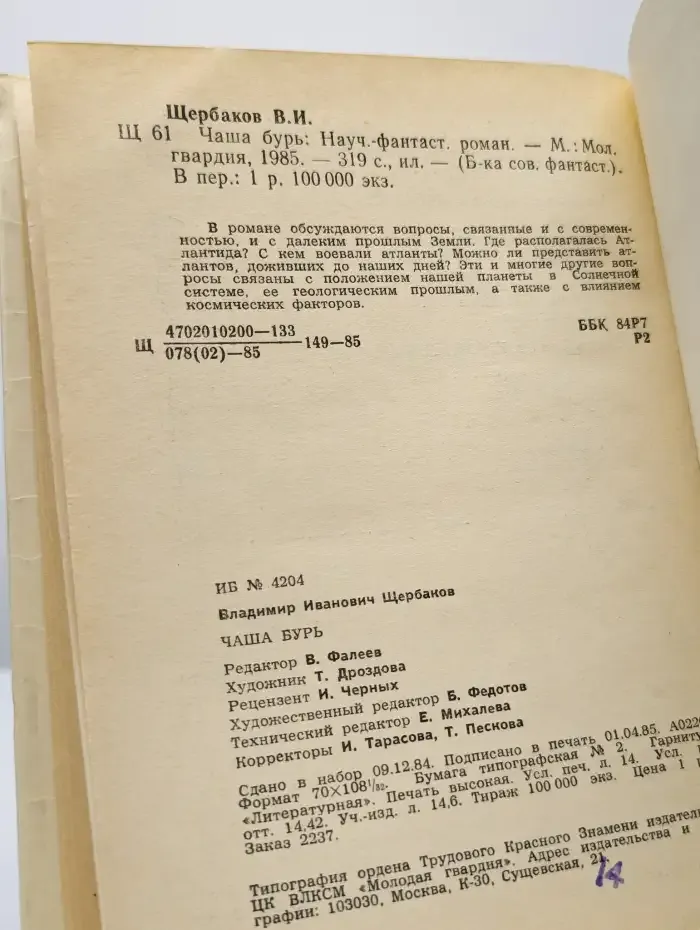 Щербаков В.И.
Щ 61 Чаша бурь: Науч.-фантаст. роман. — М.: Мол.
гвардия, 1985. — 319 с., ил. — (Б-ка сов. фантаст.).
В пер.: 1 р. 100 000 экз.
В романе обсуждаются вопросы, связанные и с современ-
ностью, и с далеким прошлым Земли. Где располагалась Ат-
лантида? С кем воевали атланты? Можно ли представить ат-
лантов, доживших до наших дней? Эти и многие другие воп-
росы связаны с положением нашей планеты в Солнечной
системе, ее геологическим прошлым, а также с влиянием
космических факторов.
Щ 4702010200—133
078(02)—85
149—85
ББК 84Р7
Р2
ИБ № 4204
Владимир Иванович Щербаков
ЧАША БУРЬ
Редактор В. Фалеев
Художник Т. Дроздова
Рецензент И. Черных
Художественный редактор Б. Федотов
Технический редактор Е. Михалева
Корректоры И. Тарасова, Т. Пескова
Сдано в набор 09.12.84. Подписано в печать 01.04.85. А022
Формат 70×108 1/32. Бумага типографская № 2. Гарниту
«Литературная». Печать высокая. Усл. печ. л. 14. Усл.
отт. 14,42. Уч.-изд. л. 14,6. Тираж 100 000 экз. Цена 1
Заказ 2237.
Типография ордена Трудового Красного Знамени издател
ЦК ВЛКСМ «Молодая гвардия». Адрес издательства и
графии: 103030, Москва, К-30, Сущевская, 21.
14